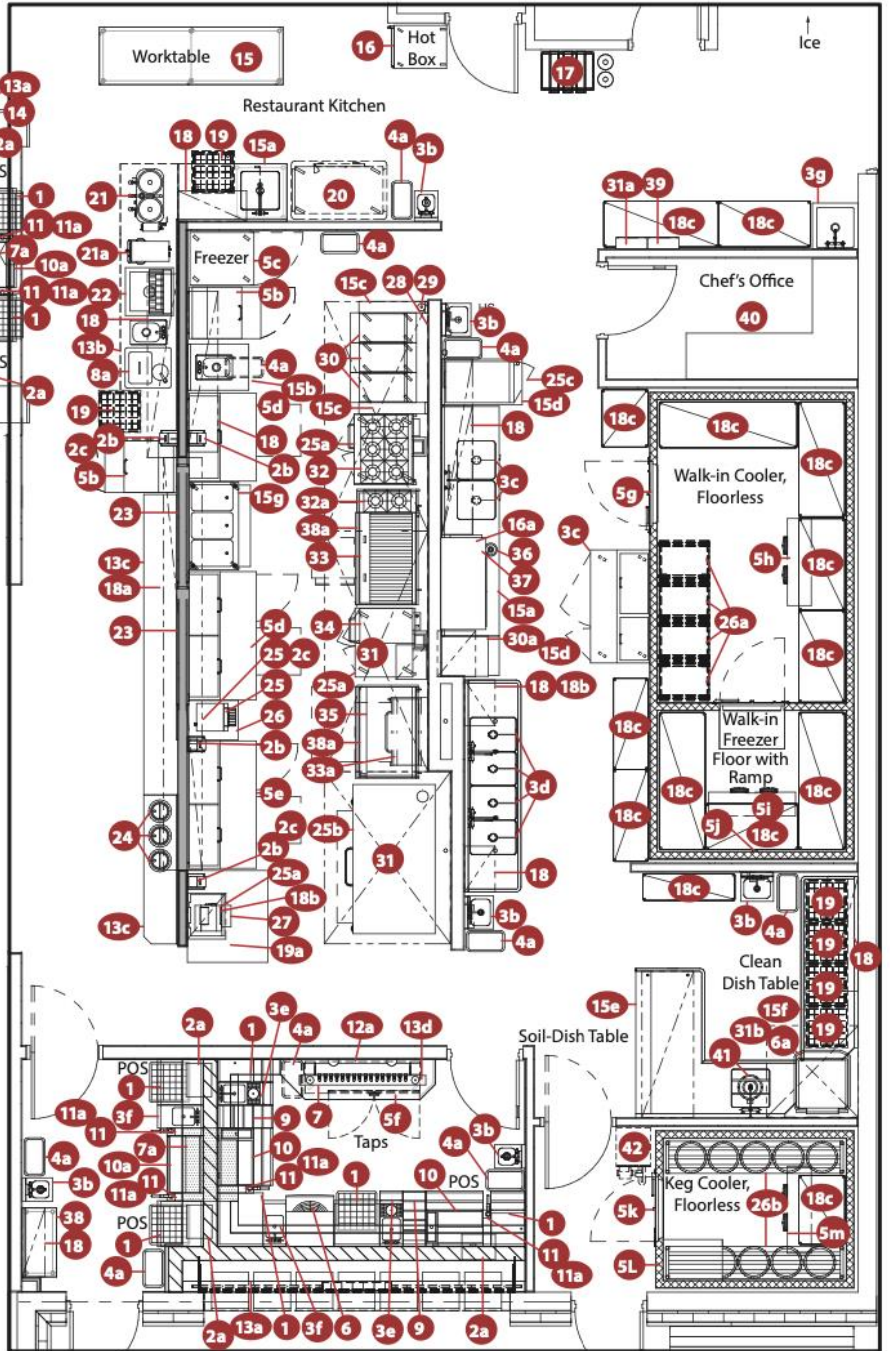 Worktable 15
16 Hot
Box
17
Ice
13a
14
2a
Restaurant Kitchen
18 19 15a
4a 3b
20
21
1
11 11a
7a
10a
11 11a
1
2a
21a
22
18
13b
8a
19
2b
2c
5b
Freezer
5c
5b
4a
15b
5d
18
2b
4a
15c 28 29
3b
4a
30
25c
15d
15c
18
25a
32
3c
32a
38a
33
16a
36
37
15a
34
31
30a
15d
25a
35
38a
33a
18 18b
3d
25b
31
18
3b
4a
23
15g
13c
18a
23
5d
25 2c
25
26
2b
5e
24
2c
2b
25a
18b
27
13c
19a
31a 39
3g
18c 18c
Chef's Office
40
18c
18c
Walk-in Cooler,
Floorless
5g
3c
5h
18c
26a
18c
Walk-in
Freezer
Floor with
Ramp
18c
18c
18c
18c
5i
5j
18c
18c
3b
4a
19
19
19
19
18
Clean
Dish Table
15e
15f
31b
6a
Soil-Dish Table
41
42
Keg Cooler,
Floorless
5k
26b
18c
5m
5L
3e
2a 1 4a 12a 13d
POS
1
7 5f
Taps
11a 3f
11
9
7a
10
10a
11
11a
11a
11
4a
3b
38
18
POS
1
4a
1
10
POS
3b
4a
1
11
11a
2a 13a 1 3f 6 3e 9 2a